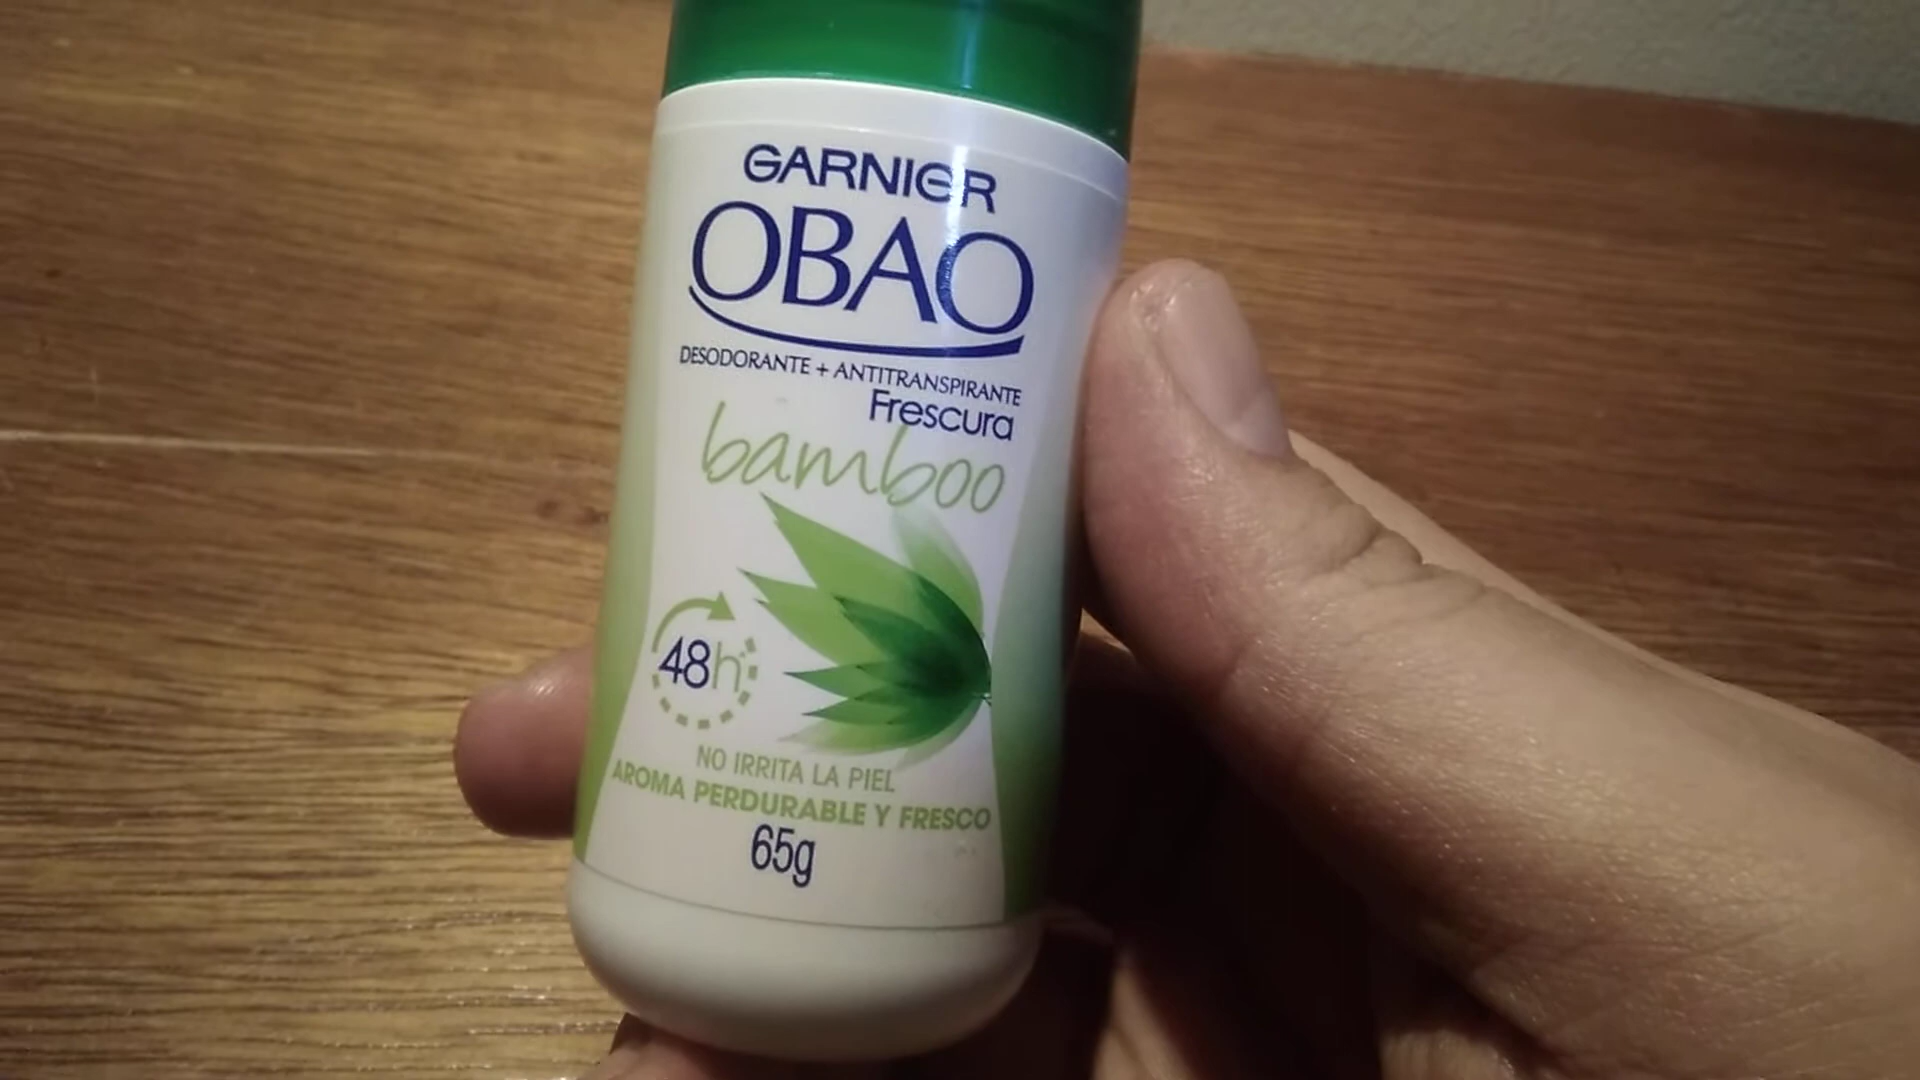 GARNIER
OBAO
DESODORANTE + ANTITRANSPIRANTE
Frescura
bamboo
48h
NO IRRITA LA PIEL
AROMA PERDURABLE Y FRESCO
65g